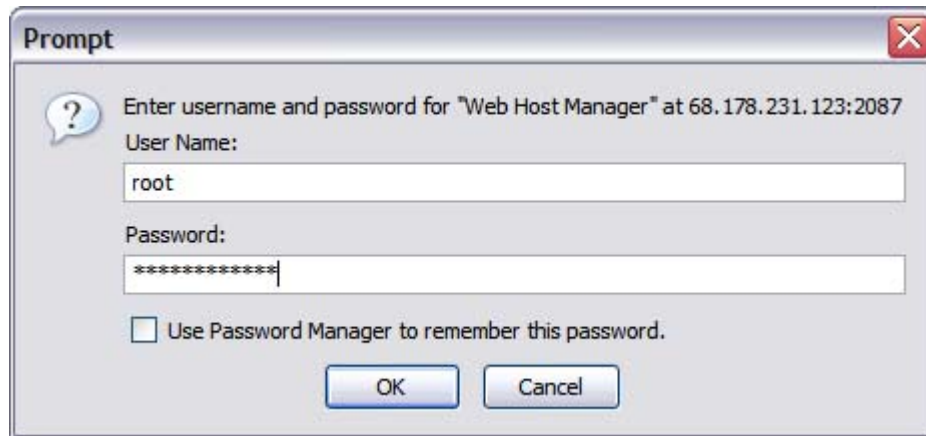 Prompt
Enter username and password for "Web Host Manager" at 68.178.231.123:2087
User Name:
root
Password:
************
Use Password Manager to remember this password.
OK
Cancel